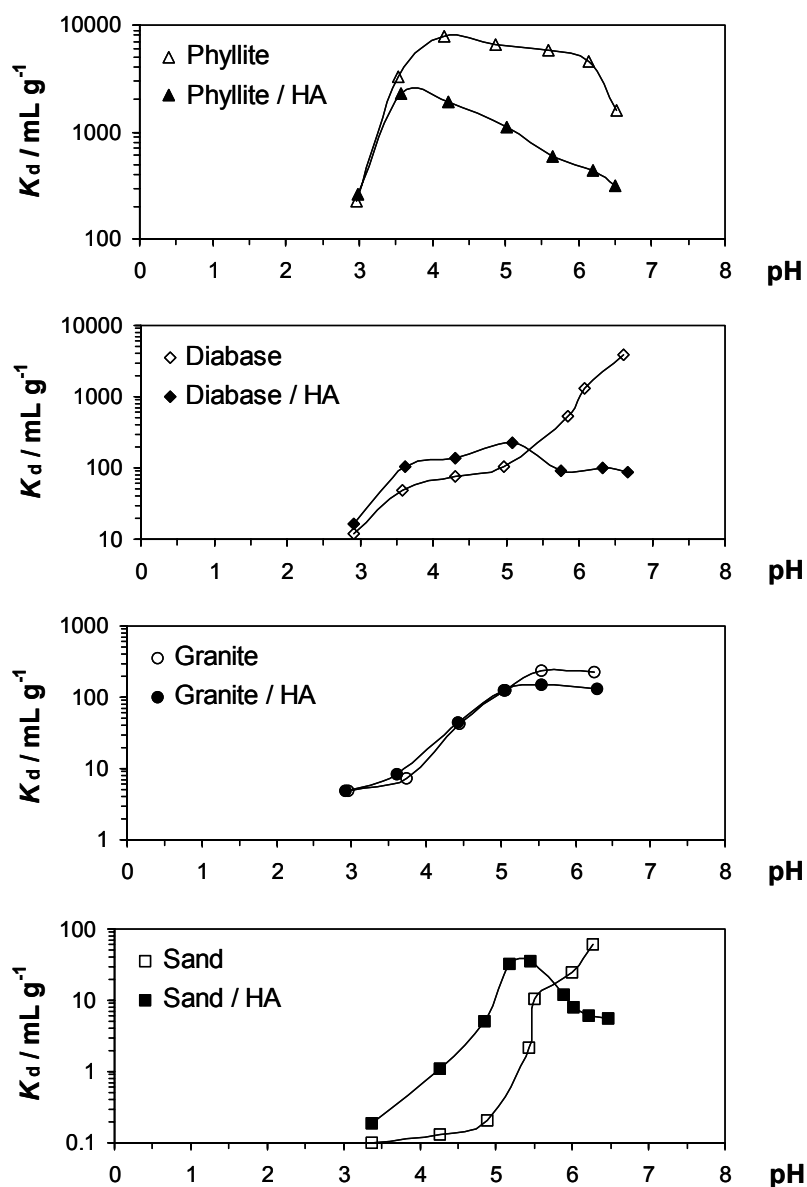 10000
Phyllite
Phyllite / HA
1000
Kd / mL g-1
100
0 1 2 3 4 5 6 7 8 pH
10000
Diabase
1000
Diabase / HA
Kd / mL g-1
100
10
0 1 2 3 4 5 6 7 8 pH
1000
Granite
Granite / HA
100
Kd / mL g-1
10
1
0 1 2 3 4 5 6 7 8 pH
100
Sand
10
Sand / HA
Kd / mL g-1
1
0.1
0 1 2 3 4 5 6 7 8 pH